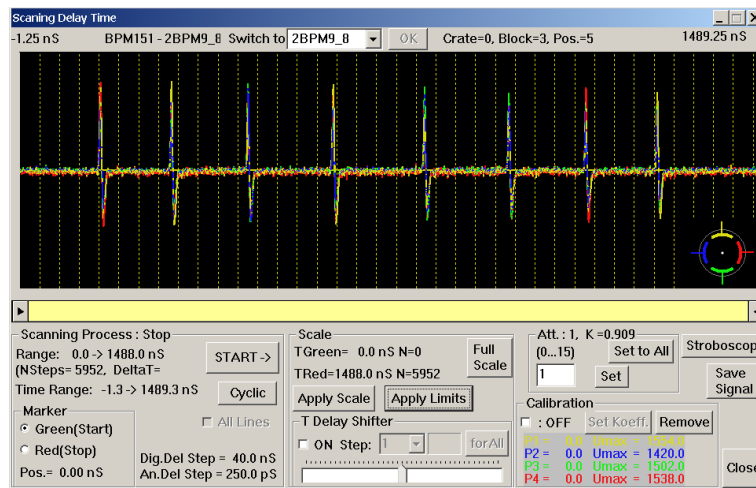 Scaning Delay Time
-1.25 nS BPM151 - 2BPM9_8 Switch to 2BPM9_8 OK Crate=0, Block=3, Pos.=5 1489.25 nS
Scanning Process : Stop
Range: 0.0 -> 1488.0 nS
(NSteps= 5952, DeltaT=
START ->
Time Range: -1.3 -> 1489.3 nS
Cyclic
Marker
Green(Start)
Red(Stop)
Pos.= 0.00 nS
All Lines
Dig.Del Step = 40.0 nS
An.Del Step = 250.0 pS
Scale
TGreen= 0.0 nS N=0
TRed=1488.0 nS N=5952
Full
Scale
Apply Scale Apply Limits
T Delay Shifter
ON Step: 1 forAll
Att. : 1, K =0.909
(0...15) Set to All
1 Set
Stroboscop
Save
Signal
Calibration
: OFF Set Koeff. Remove
P1 = 0.0 Umax = 1554.0
P2 = 0.0 Umax = 1420.0
P3 = 0.0 Umax = 1502.0
P4 = 0.0 Umax = 1538.0
Close